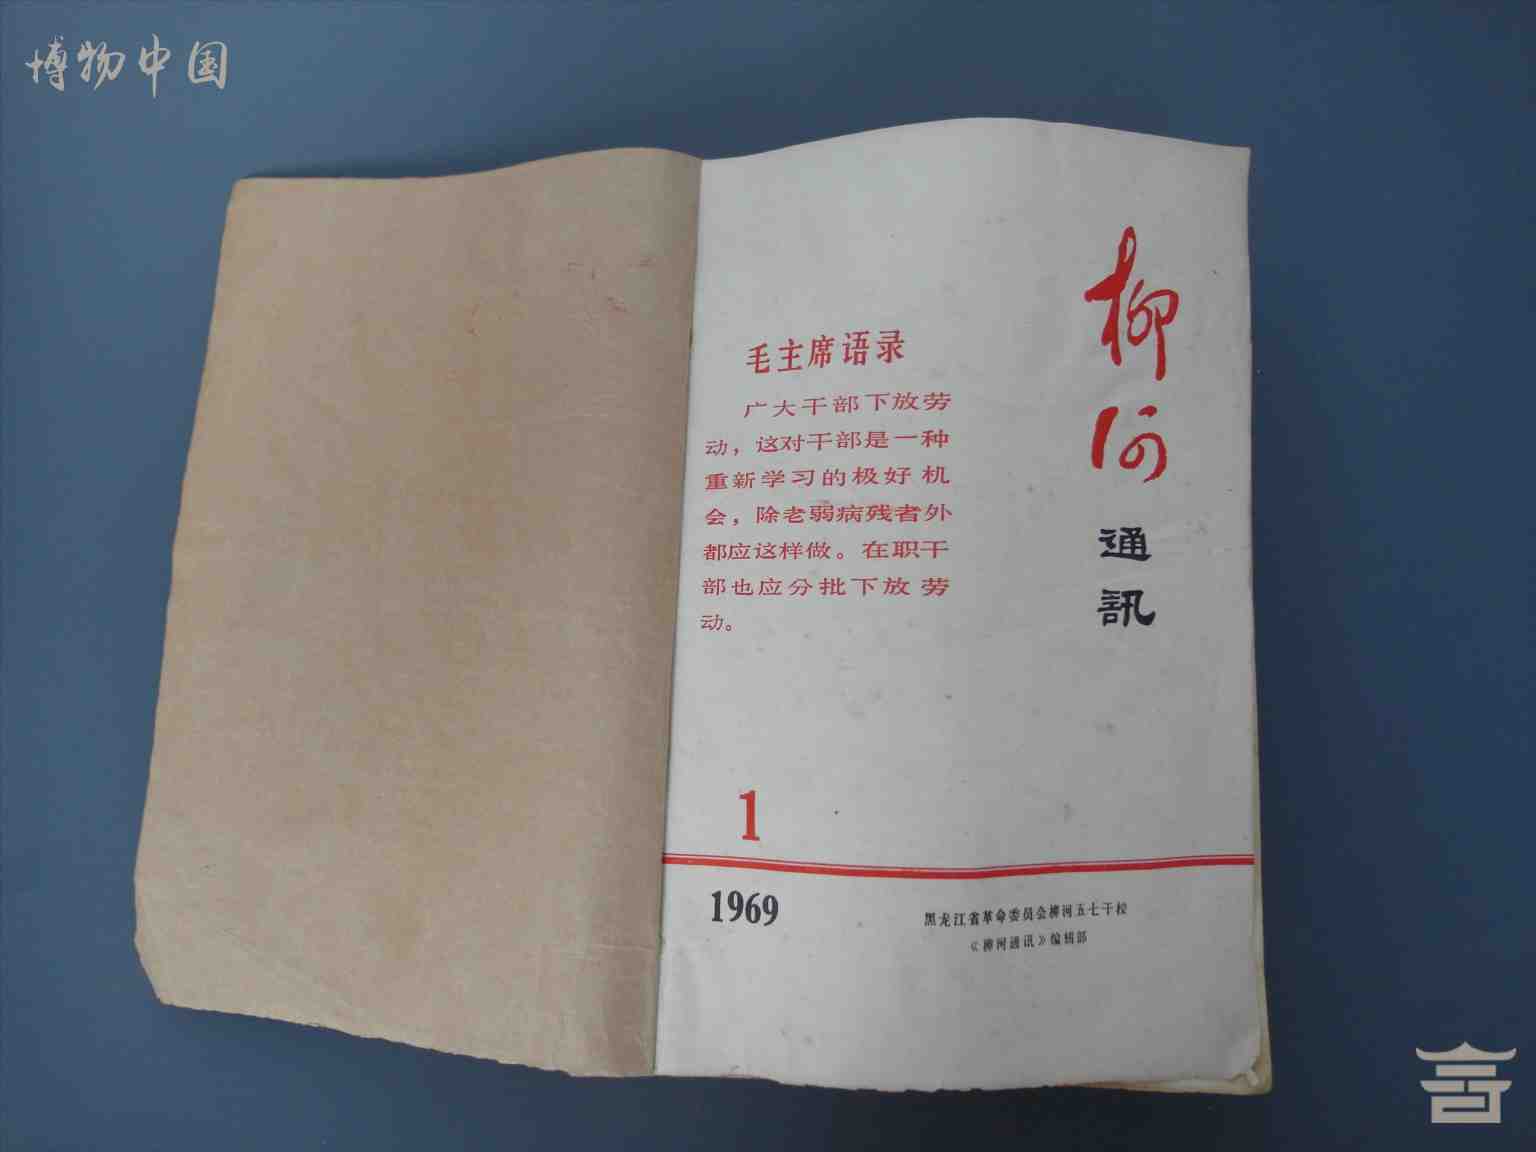 博物中国
柳河
通訊
毛主席语录
广大干部下放劳
动，这对干部是一种
重新学习的极好机
会，除老弱病残者外
都应这样做。在职干
部也应分批下放劳
动。
1
1969
黑龙江省革命委员会柳河五七干校
《柳河通讯》编辑部